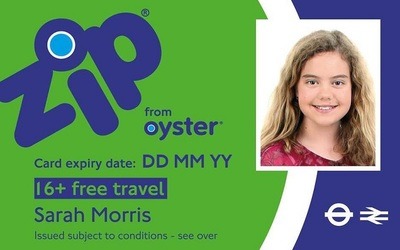 ZIP
from
oyster
Card expiry date: DD MM YY
16+ free travel
Sarah Morris
Issued subject to conditions - see over